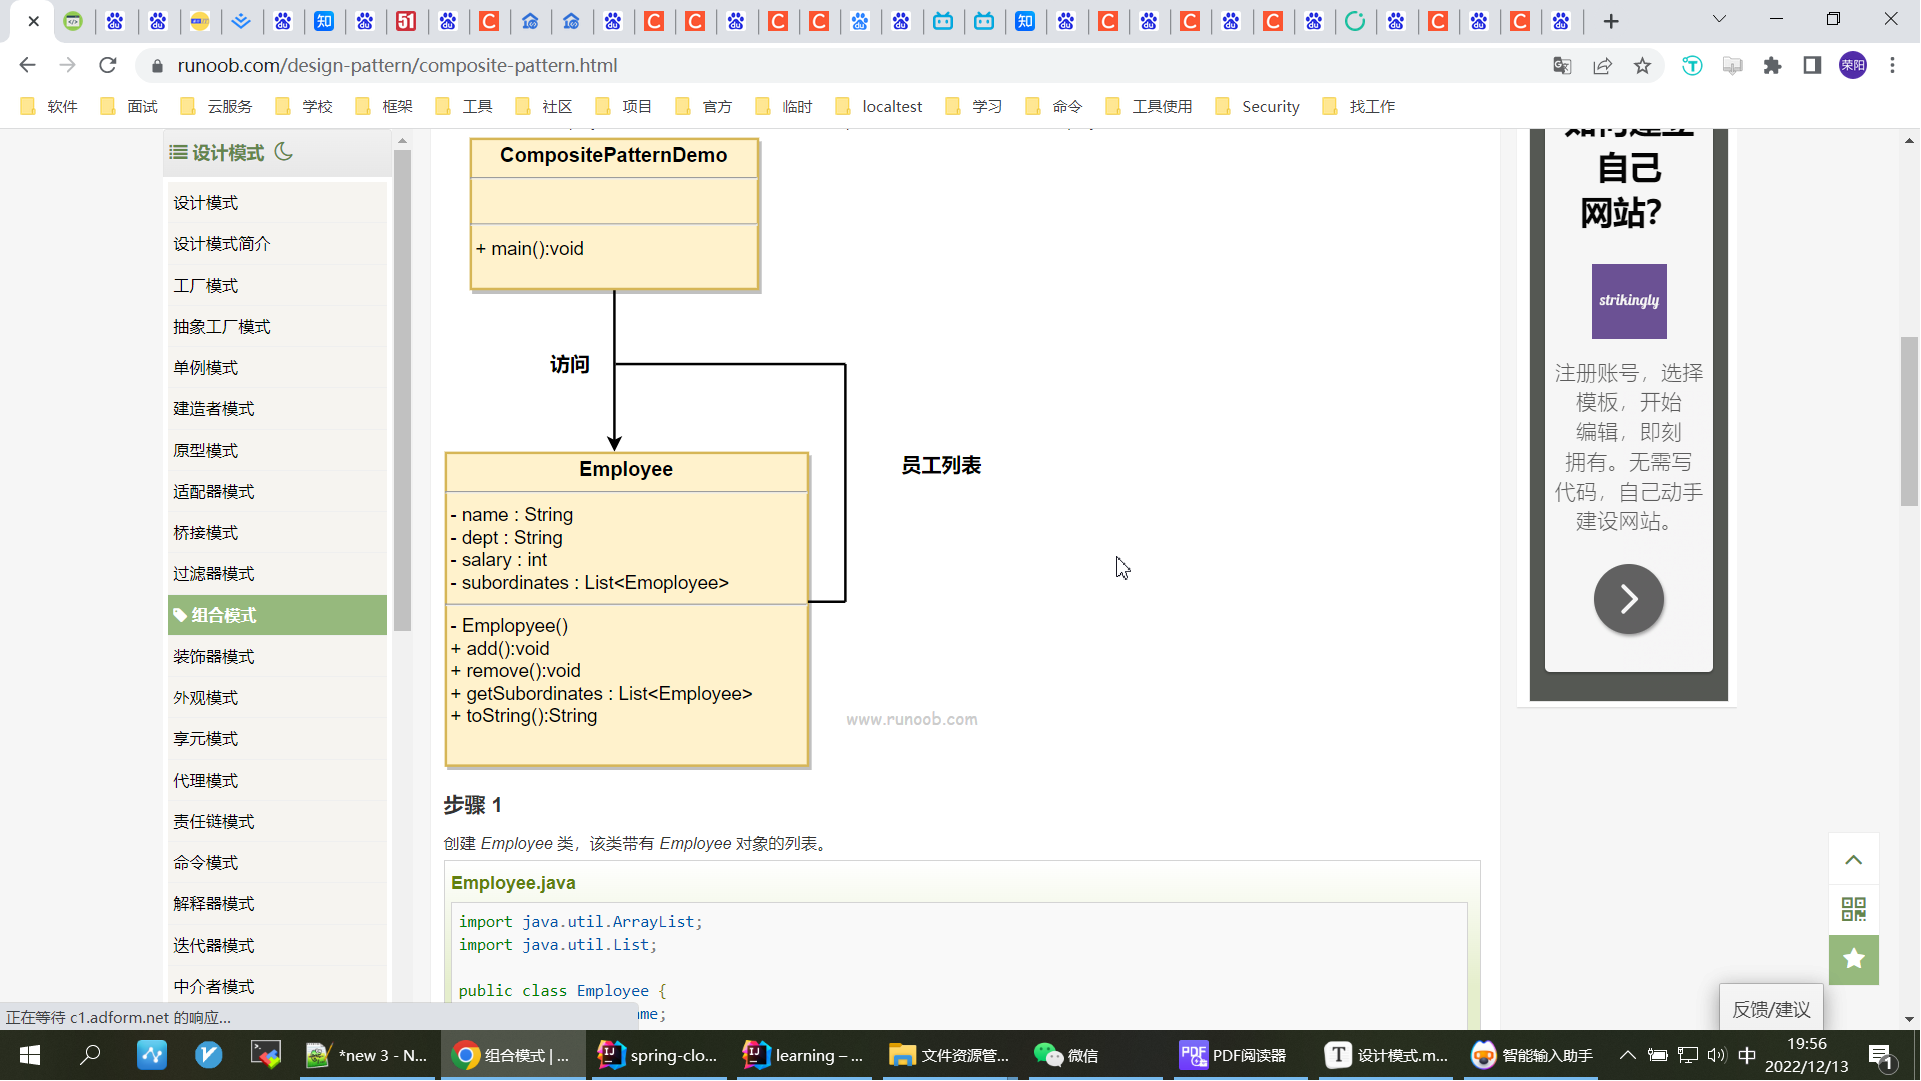 runoob.com/design-pattern/composite-pattern.html
荣阳
软件
面试
云服务
学校
框架
工具
社区
项目
官方
临时
localtest
学习
命令
工具使用
Security
找工作
设计模式
设计模式
设计模式简介
工厂模式
抽象工厂模式
单例模式
建造者模式
原型模式
适配器模式
桥接模式
过滤器模式
组合模式
装饰器模式
外观模式
享元模式
代理模式
责任链模式
命令模式
解释器模式
迭代器模式
中介者模式
CompositePatternDemo
+ main():void
访问
员工列表
Employee
- name : String
- dept : String
- salary : int
- subordinates : List<Emoployee>
- Emplopyee()
+ add():void
+ remove():void
+ getSubordinates : List<Employee>
+ toString():String
www.runoob.com
步骤 1
创建 Employee 类，该类带有 Employee 对象的列表。
Employee.java
import java.util.ArrayList;
import java.util.List;
public class Employee {
me;
如何建立
自己
网站?
strikingly
注册账号，选择
模板，开始
编辑，即刻
拥有。无需写
代码，自己动手
建设网站。
反馈/建议
正在等待 c1.adform.net 的响应...
*new 3 - N...
组合模式 | ...
spring-clo...
learning – ...
文件资源管...
微信
PDF阅读器
设计模式.m...
智能输入助手
中
19:56
2022/12/13
1